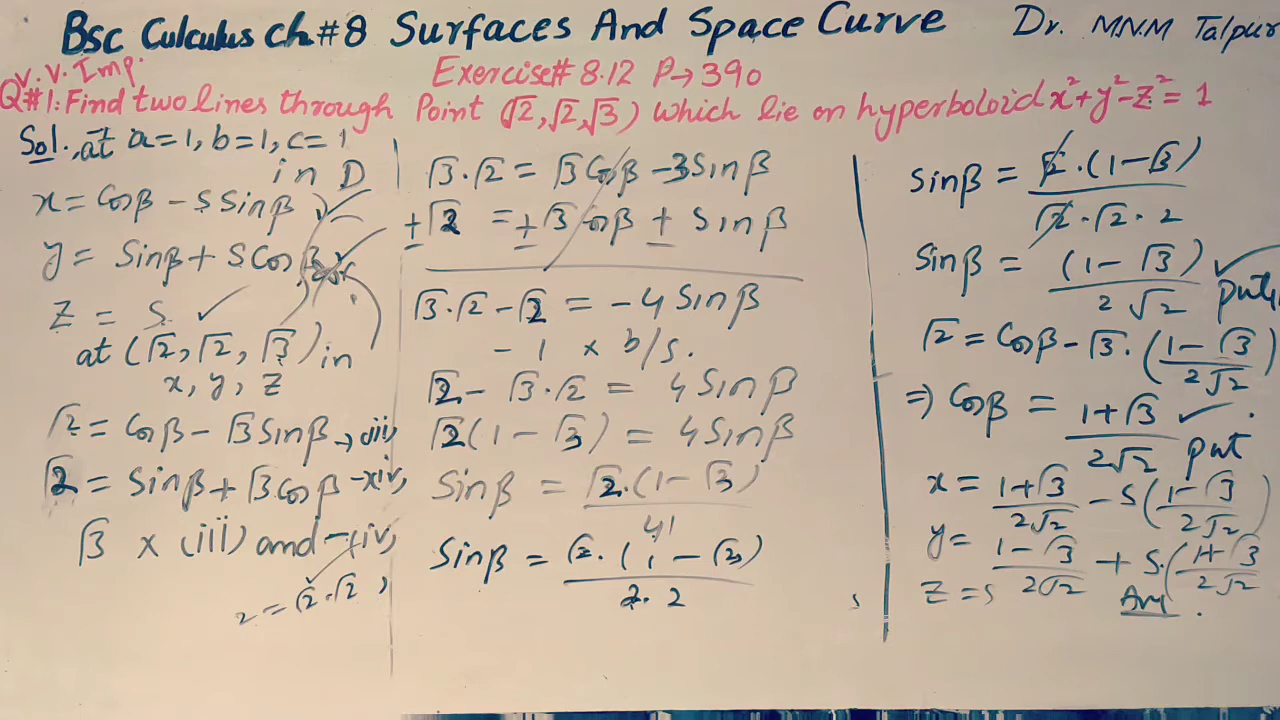 Bsc Calculus ch#8 Surfaces And Space Curve Dr. M.N.M Talpur
V.V.Imp. Exercise# 8.12 P→390
Q#1: Find two lines through Point (√2,√2,√3) Which lie on hyperboloid x²+y²-z²=1
Sol., at a=1, b=1, c=1
in D
x = Cosβ - S Sinβ
y = Sinβ + S Cosβ
Z = S ✓
at (√2,√2,√3) in
x, y, z
√2 = Cosβ - √3 Sinβ → iii,
√2 = Sinβ + √3 Cosβ → iv,
√3 × (iii) and → iv,
2 = √2.√2,
√3.√2 = √3 Cosβ - 3Sinβ
±√2 = ±√3 Cosβ ± Sinβ
√3.√2 - √2 = -4 Sinβ
-1 × b/s.
√2 - √3.√2 = 4 Sinβ
√2(1-√3) = 4Sinβ
Sinβ = √2.(1-√3) / 4
Sinβ = √2.(1-√3) / 2.2
Sinβ = √2.(1-√3) / √2.√2.2
Sinβ = (1-√3) / 2√2 ✓ put
√2 = Cosβ - √3.(1-√3 / 2√2)
⇒ Cosβ = 1+√3 / 2√2 ✓.
put
x = 1+√3 / 2√2 - S(1-√3 / 2√2)
y = 1-√3 / 2√2 + S.(1+√3 / 2√2)
Z = S Ans.